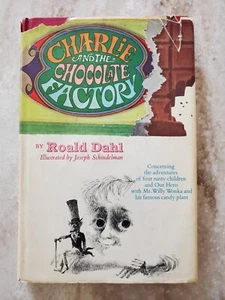 CHARLIE
AND THE
CHOCOLATE
FACTORY
BY Roald Dahl
Illustrated by Joseph Schindelman
Concerning
the adventures
of four nasty children
and Our Hero
with Mr. Willy Wonka and
his famous candy plant